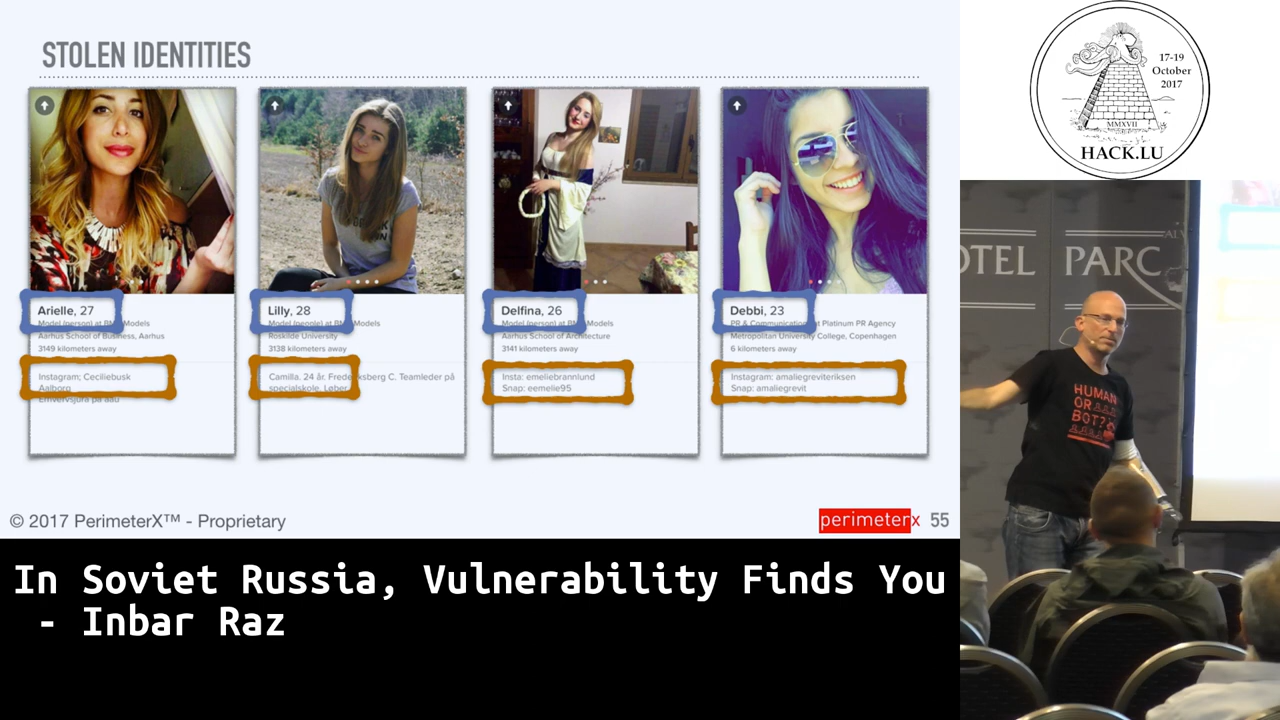 STOLEN IDENTITIES
Arielle, 27
Model (person) at BM Models
Aarhus School of Business, Aarhus
3149 kilometers away
Instagram; Ceciliebusk
Aalborg
Erhvervsjura på aau
Lilly, 28
Model (people) at Models
Roskilde University
3138 kilometers away
Camilla. 24 år. Frederiksberg C. Teamleder på
specialskole. Løber
Delfina, 26
Model (person) at BM Models
Aarhus School of Architecture
3141 kilometers away
Insta: emeliebrannlund
Snap: eemelie95
Debbi, 23
PR & Communication at Platinum PR Agency
Metropolitan University College, Copenhagen
6 kilometers away
Instagram: amaliegreviteriksen
Snap: amaliegrevit
© 2017 PerimeterX™ - Proprietary
perimeterx 55
17-19
October
2017
MMXVII
HACK.LU
OTEL PARC
HUMAN
OR
BOT?
In Soviet Russia, Vulnerability Finds You
- Inbar Raz